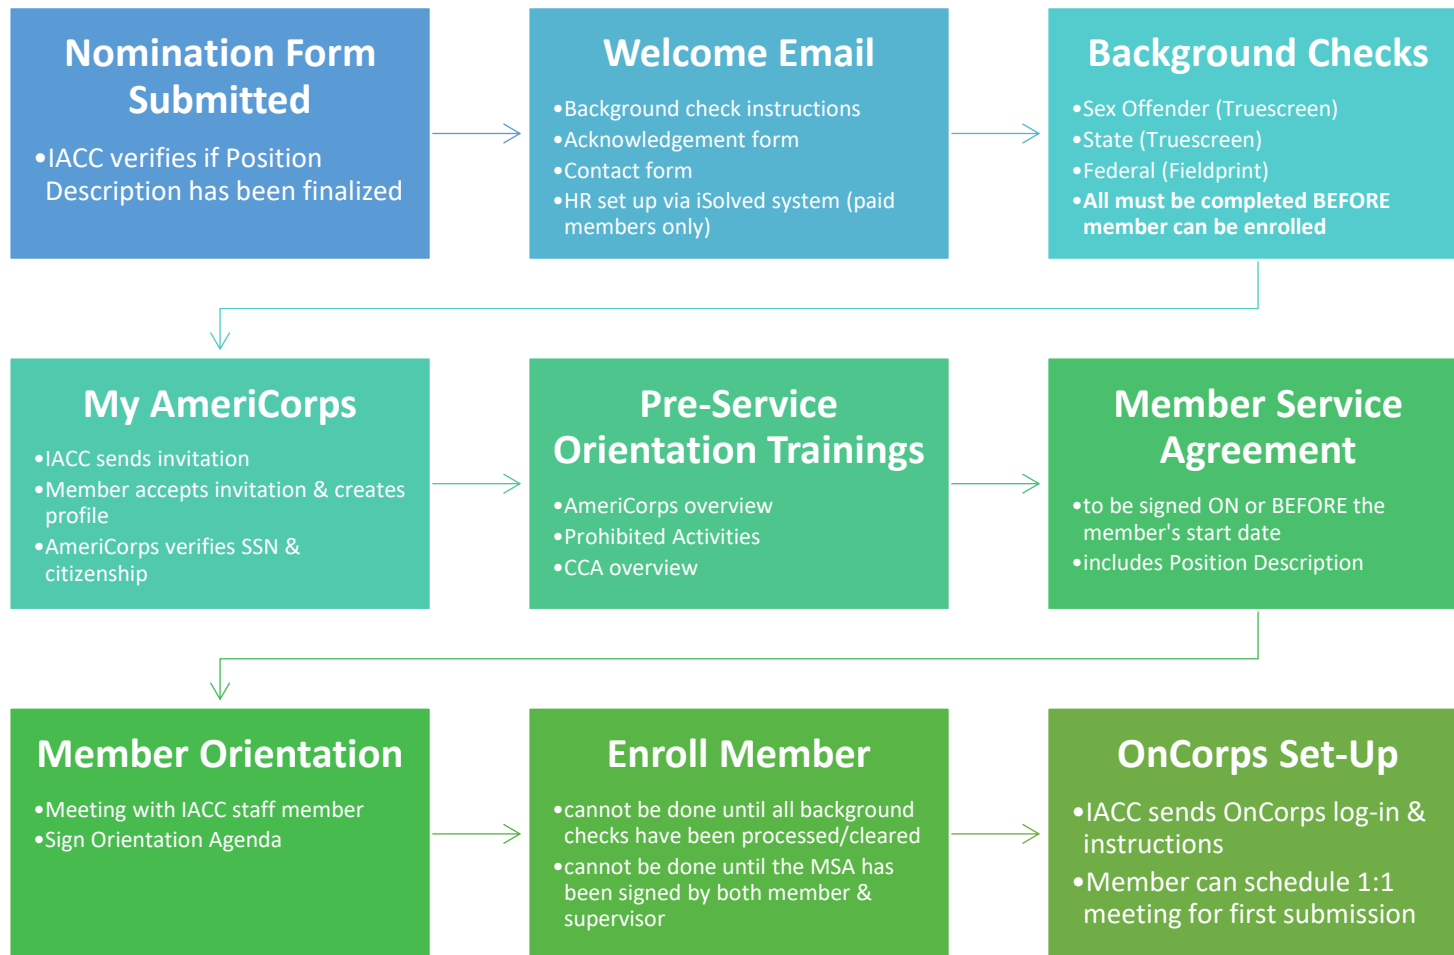 Nomination Form
Submitted
•IACC verifies if Position
Description has been finalized
Welcome Email
•Background check instructions
•Acknowledgement form
•Contact form
•HR set up via iSolved system (paid
members only)
Background Checks
•Sex Offender (Truescreen)
•State (Truescreen)
•Federal (Fieldprint)
•All must be completed BEFORE
member can be enrolled
My AmeriCorps
•IACC sends invitation
•Member accepts invitation & creates
profile
•AmeriCorps verifies SSN &
citizenship
Pre-Service
Orientation Trainings
•AmeriCorps overview
•Prohibited Activities
•CCA overview
Member Service
Agreement
•to be signed ON or BEFORE the
member's start date
•includes Position Description
Member Orientation
•Meeting with IACC staff member
•Sign Orientation Agenda
Enroll Member
•cannot be done until all background
checks have been processed/cleared
•cannot be done until the MSA has
been signed by both member &
supervisor
OnCorps Set-Up
•IACC sends OnCorps log-in &
instructions
•Member can schedule 1:1
meeting for first submission